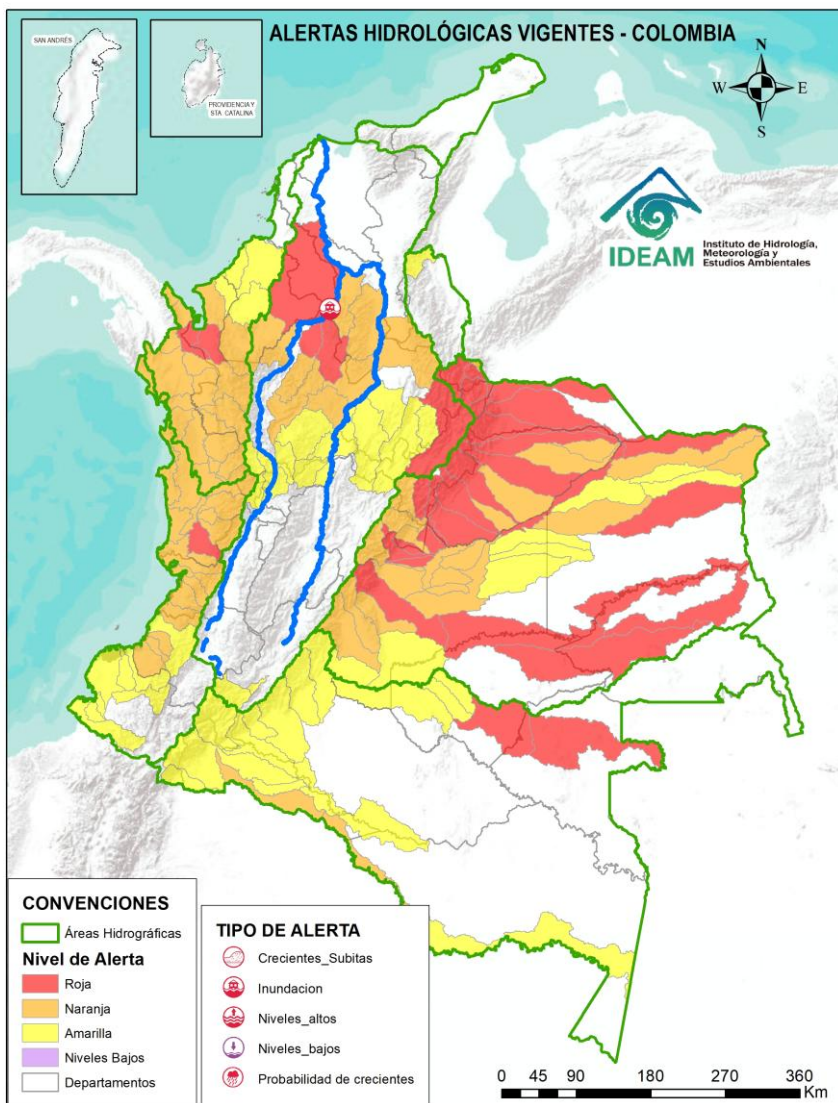 ALERTAS HIDROLÓGICAS VIGENTES - COLOMBIA
SAN ANDRÉS
PROVIDENCIA Y
STA. CATALINA
N
W
E
S
IDEAM
Instituto de Hidrología,
Meteorología y
Estudios Ambientales
CONVENCIONES
Áreas Hidrográficas
Nivel de Alerta
Roja
Naranja
Amarilla
Niveles Bajos
Departamentos
TIPO DE ALERTA
Crecientes_Subitas
Inundacion
Niveles_altos
Niveles_bajos
Probabilidad de crecientes
0 45 90 180 270 360
Km